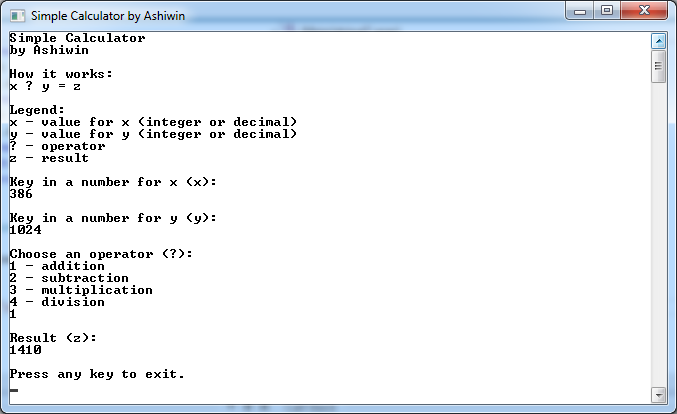 Simple Calculator by Ashiwin
Simple Calculator
by Ashiwin
How it works:
x ? y = z
Legend:
x - value for x (integer or decimal)
y - value for y (integer or decimal)
? - operator
z - result
Key in a number for x (x):
386
Key in a number for y (y):
1024
Choose an operator (?):
1 - addition
2 - subtraction
3 - multiplication
4 - division
1
Result (z):
1410
Press any key to exit.